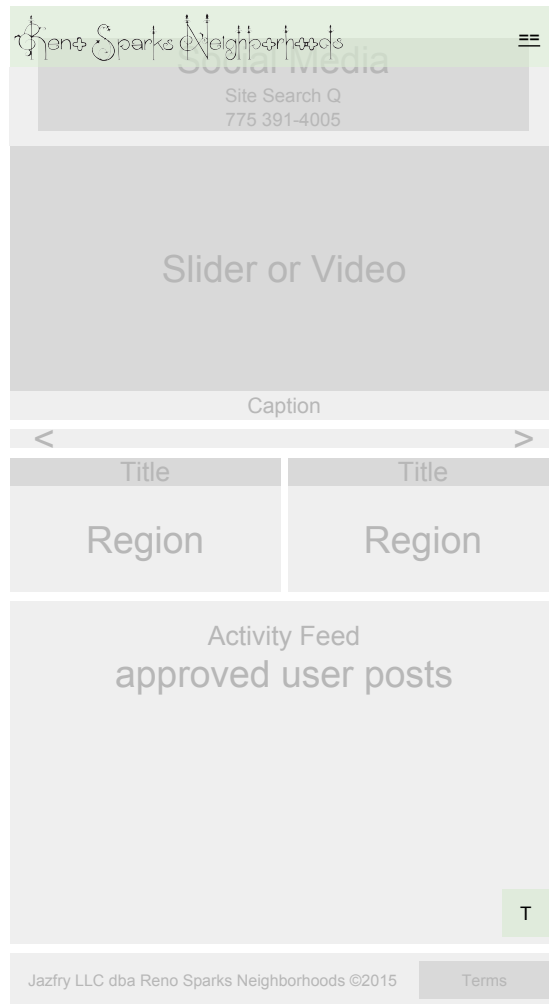 Reno Sparks Neighborhoods
Social Media
Site Search Q
775 391-4005
Slider or Video
Caption
< >
Title Title
Region Region
Activity Feed
approved user posts
T
Jazfry LLC dba Reno Sparks Neighborhoods ©2015 Terms